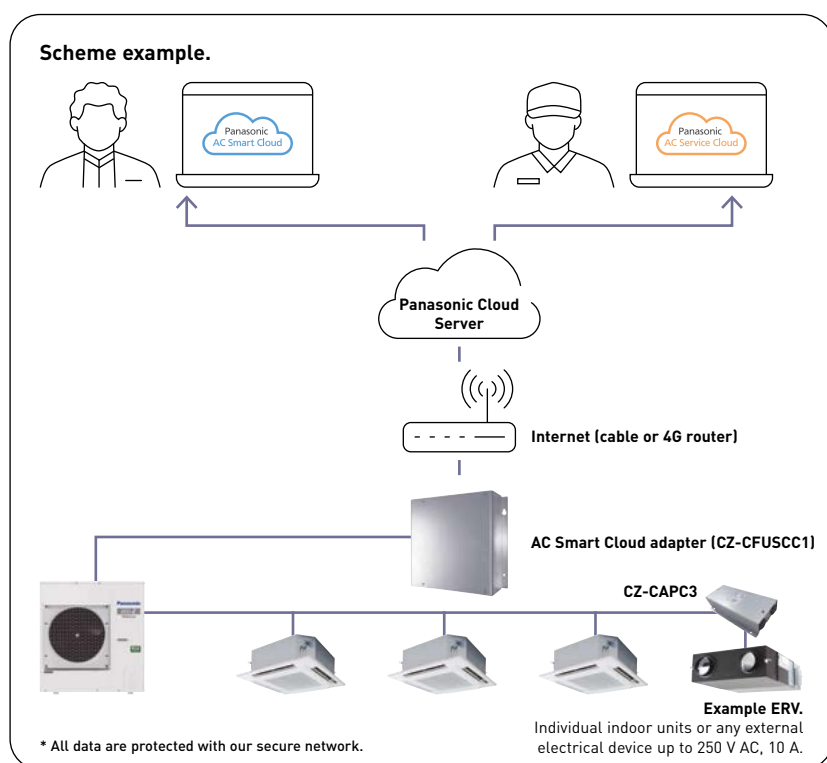 Scheme example.
Panasonic
AC Smart Cloud
Panasonic
AC Service Cloud
Panasonic Cloud
Server
Internet (cable or 4G router)
AC Smart Cloud adapter (CZ-CFUSCC1)
CZ-CAPC3
Panasonic
Example ERV.
Individual indoor units or any external
electrical device up to 250 V AC, 10 A.
* All data are protected with our secure network.